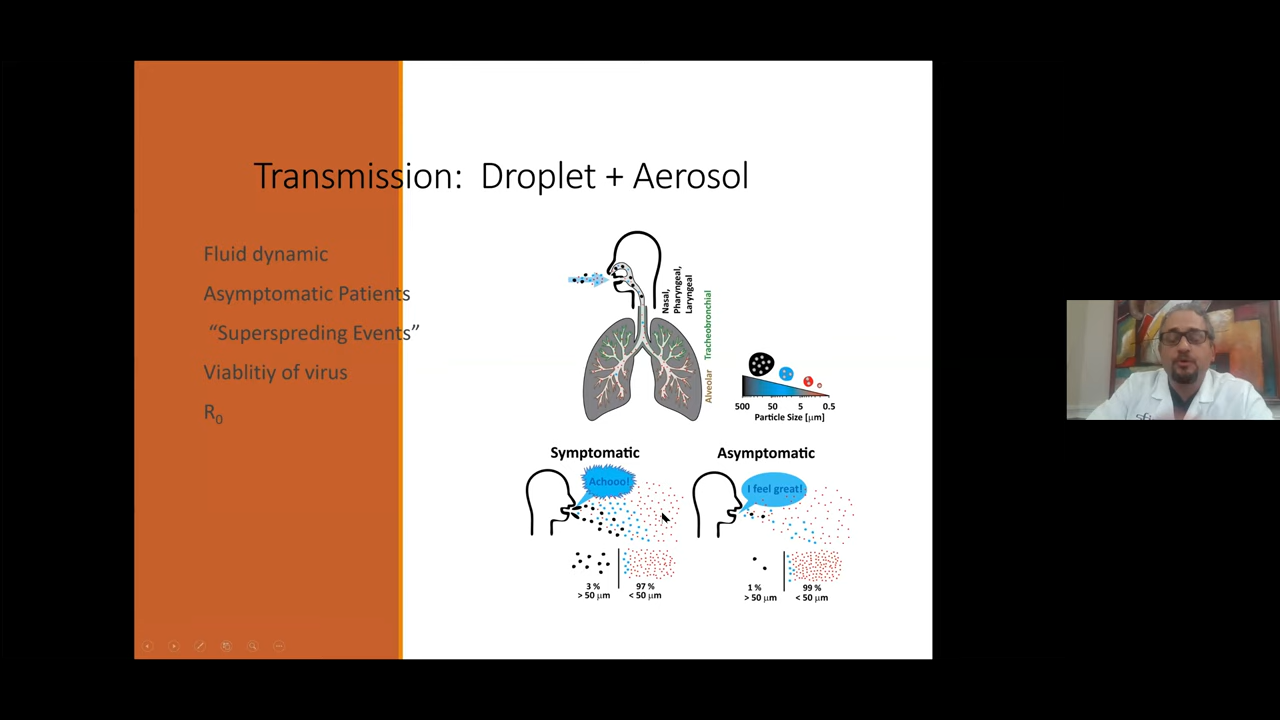 Transmission: Droplet + Aerosol
Fluid dynamic
Asymptomatic Patients
“Superspreding Events”
Viablitiy of virus
R0
Nasal,
Pharyngeal,
Laryngeal
Tracheobronchial
Alveolar
500 50 5 0.5
Particle Size [μm]
Symptomatic
Achooo!
3 %
> 50 μm
97 %
< 50 μm
Asymptomatic
I feel great!
1 %
> 50 μm
99 %
< 50 μm